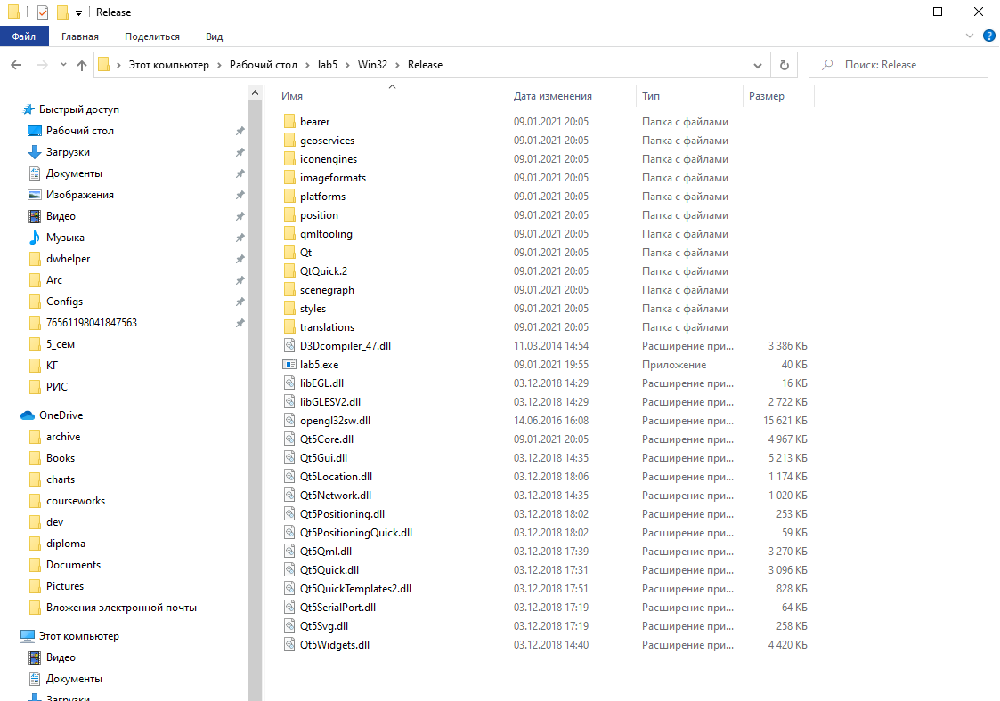 Release
Файл Главная Поделиться Вид
Этот компьютер Рабочий стол lab5 Win32 Release Поиск: Release
Быстрый доступ
Рабочий стол
Загрузки
Документы
Изображения
Видео
Музыка
dwhelper
Arc
Configs
76561198041847563
5_сем
КГ
РИС
OneDrive
archive
Books
charts
courseworks
dev
diploma
Documents
Pictures
Вложения электронной почты
Этот компьютер
Видео
Документы
Загрузки
Имя Дата изменения Тип Размер
bearer 09.01.2021 20:05 Папка с файлами
geoservices 09.01.2021 20:05 Папка с файлами
iconengines 09.01.2021 20:05 Папка с файлами
imageformats 09.01.2021 20:05 Папка с файлами
platforms 09.01.2021 20:05 Папка с файлами
position 09.01.2021 20:05 Папка с файлами
qmltooling 09.01.2021 20:05 Папка с файлами
Qt 09.01.2021 20:05 Папка с файлами
QtQuick.2 09.01.2021 20:05 Папка с файлами
scenegraph 09.01.2021 20:05 Папка с файлами
styles 09.01.2021 20:05 Папка с файлами
translations 09.01.2021 20:05 Папка с файлами
D3Dcompiler_47.dll 11.03.2014 14:54 Расширение при... 3 386 КБ
lab5.exe 09.01.2021 19:55 Приложение 40 КБ
libEGL.dll 03.12.2018 14:29 Расширение при... 16 КБ
libGLESV2.dll 03.12.2018 14:29 Расширение при... 2 722 КБ
opengl32sw.dll 14.06.2016 16:08 Расширение при... 15 621 КБ
Qt5Core.dll 09.01.2021 20:05 Расширение при... 4 967 КБ
Qt5Gui.dll 03.12.2018 14:35 Расширение при... 5 213 КБ
Qt5Location.dll 03.12.2018 18:06 Расширение при... 1 174 КБ
Qt5Network.dll 03.12.2018 14:35 Расширение при... 1 020 КБ
Qt5Positioning.dll 03.12.2018 18:02 Расширение при... 253 КБ
Qt5PositioningQuick.dll 03.12.2018 18:02 Расширение при... 59 КБ
Qt5Qml.dll 03.12.2018 17:39 Расширение при... 3 270 КБ
Qt5Quick.dll 03.12.2018 17:31 Расширение при... 3 096 КБ
Qt5QuickTemplates2.dll 03.12.2018 17:51 Расширение при... 828 КБ
Qt5SerialPort.dll 03.12.2018 17:19 Расширение при... 64 КБ
Qt5Svg.dll 03.12.2018 17:19 Расширение при... 258 КБ
Qt5Widgets.dll 03.12.2018 14:40 Расширение при... 4 420 КБ